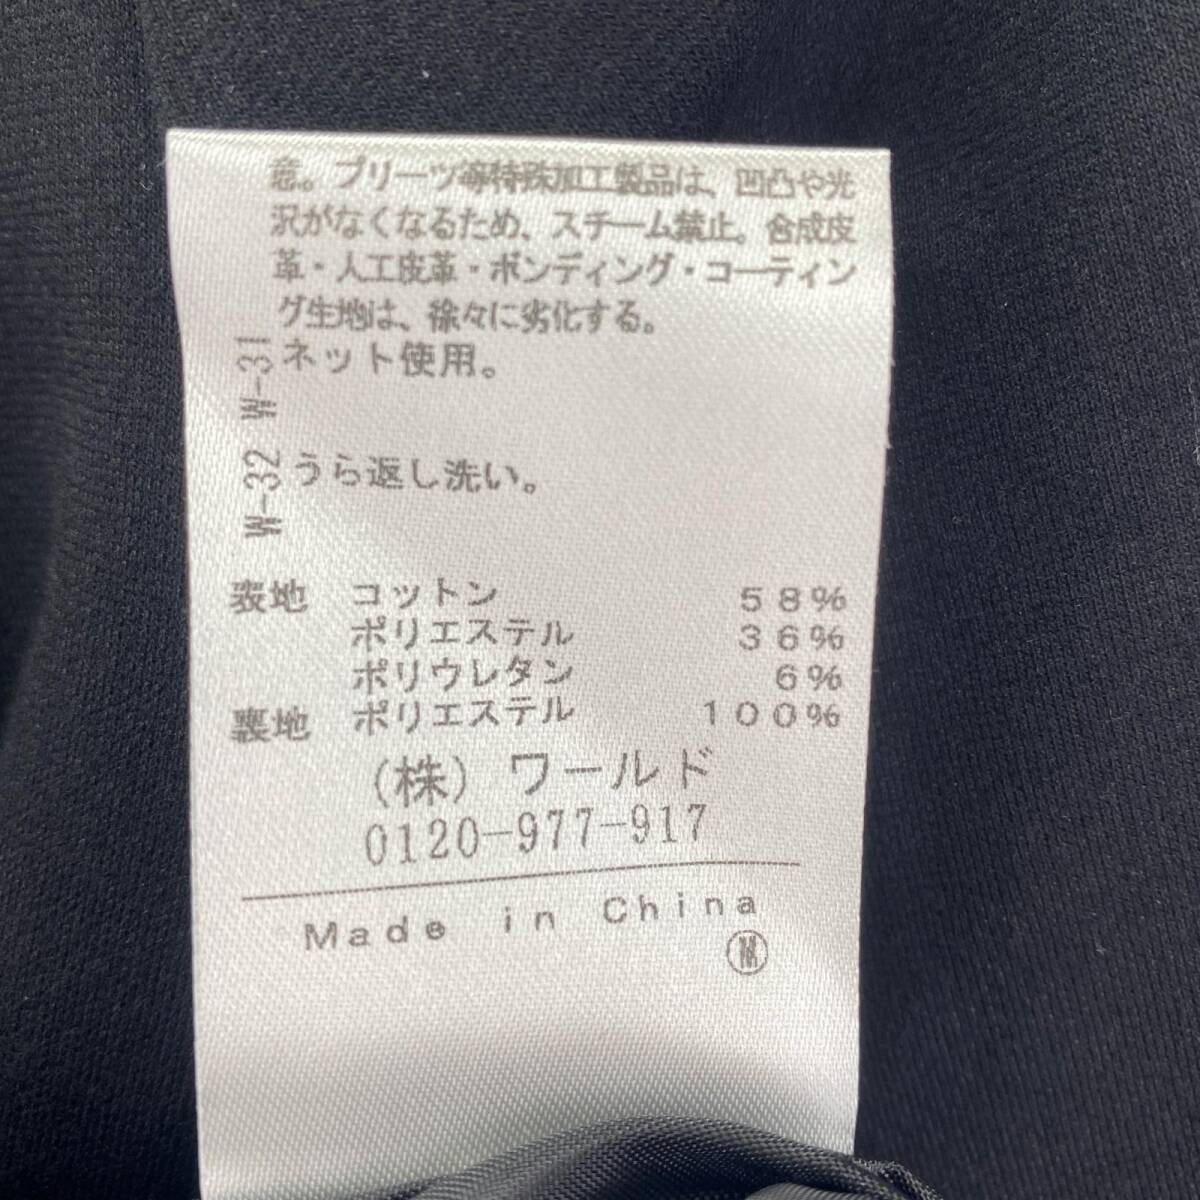 意。プリーツ等特殊加工製品は、凹凸や光
沢がなくなるため、スチーム禁止。合成皮
革・人工皮革・ボンディング・コーティン
グ生地は、徐々に劣化する。
W-31 ネット使用。
W-32 うら返し洗い。
表地 コットン 58%
ポリエステル 36%
ポリウレタン 6%
裏地 ポリエステル 100%
(株) ワールド
0120-977-917
Made in China